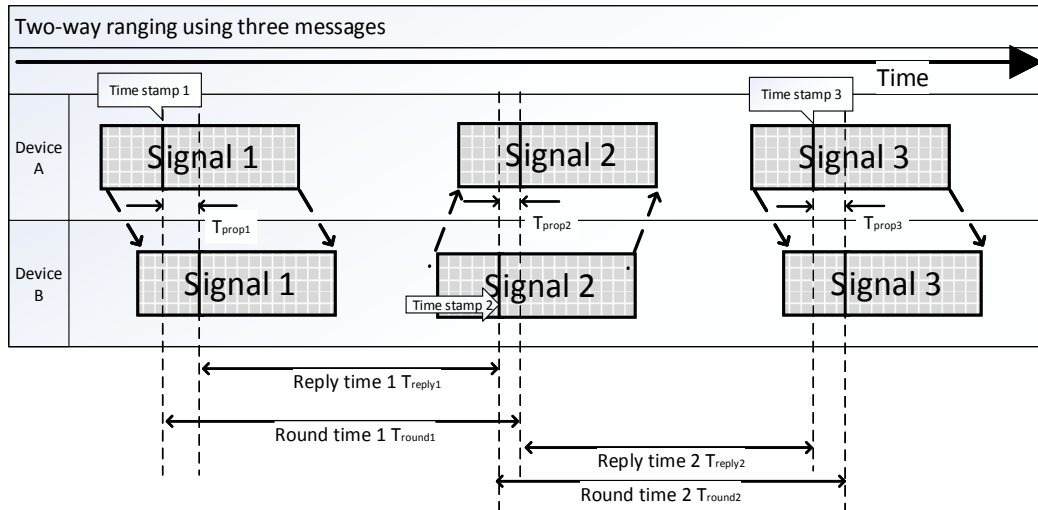 Two-way ranging using three messages
Time
Time stamp 1
Time stamp 3
Device
A
Signal 1
Signal 2
Signal 3
Tprop1
Tprop2
Tprop3
Device
B
Signal 1
Time stamp 2
Signal 2
Signal 3
Reply time 1 Treply1
Round time 1 Tround1
Reply time 2 Treply2
Round time 2 Tround2